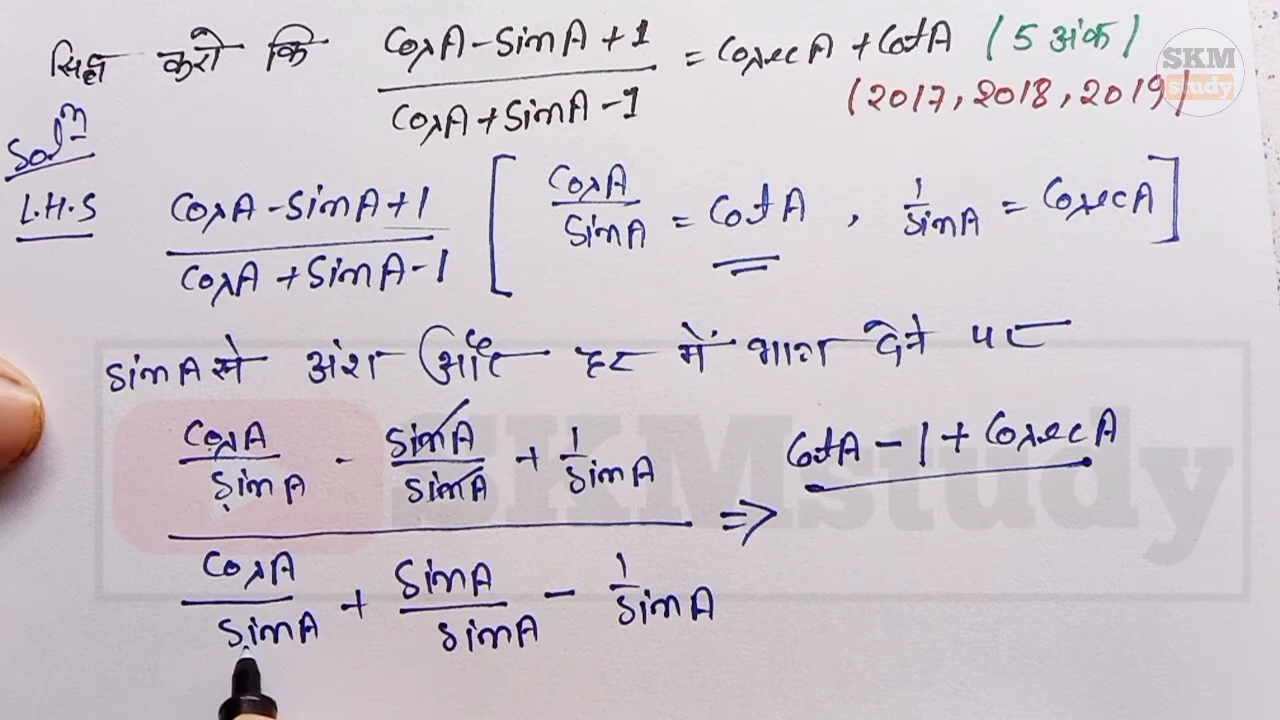 सिद्ध करो कि (CosA - SinA + 1)/(CosA + SinA - 1) = CosecA + CotA (5 अंक)
(2017, 2018, 2019)
SKM study
Solⁿ
L.H.S (CosA - SinA + 1)/(CosA + SinA - 1) [CosA/SinA = CotA , 1/SinA = CosecA]
SinA से अंश और हर में भाग देने पर
(CosA/SinA - SinA/SinA + 1/SinA)/(CosA/SinA + SinA/SinA - 1/SinA) ⇒ CotA - 1 + CosecA
SKMstudy